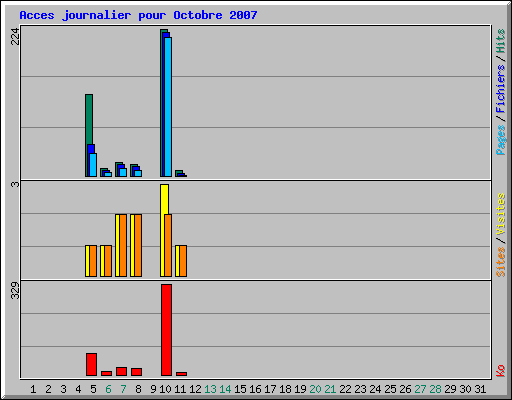 Acces journalier pour Octobre 2007
224
3
329
Pages/Fichiers/Hits
Sites/Visites
Ko
1 2 3 4 5 6 7 8 9 10 11 12 13 14 15 16 17 18 19 20 21 22 23 24 25 26 27 28 29 30 31